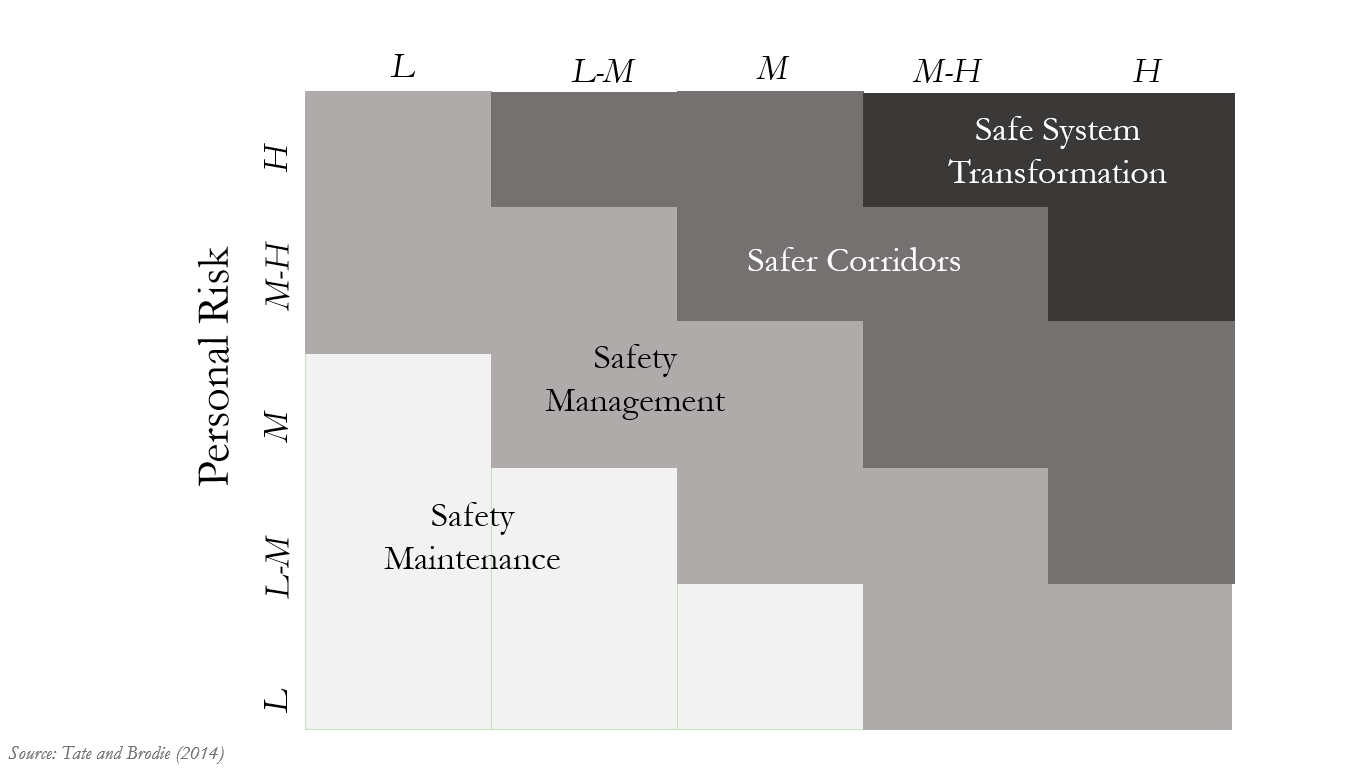 L
L-M
M
M-H
H
H
Safe System
Transformation
M-H
Safer Corridors
Personal Risk
M
Safety
Management
L-M
Safety
Maintenance
L
Source: Tate and Brodie (2014)